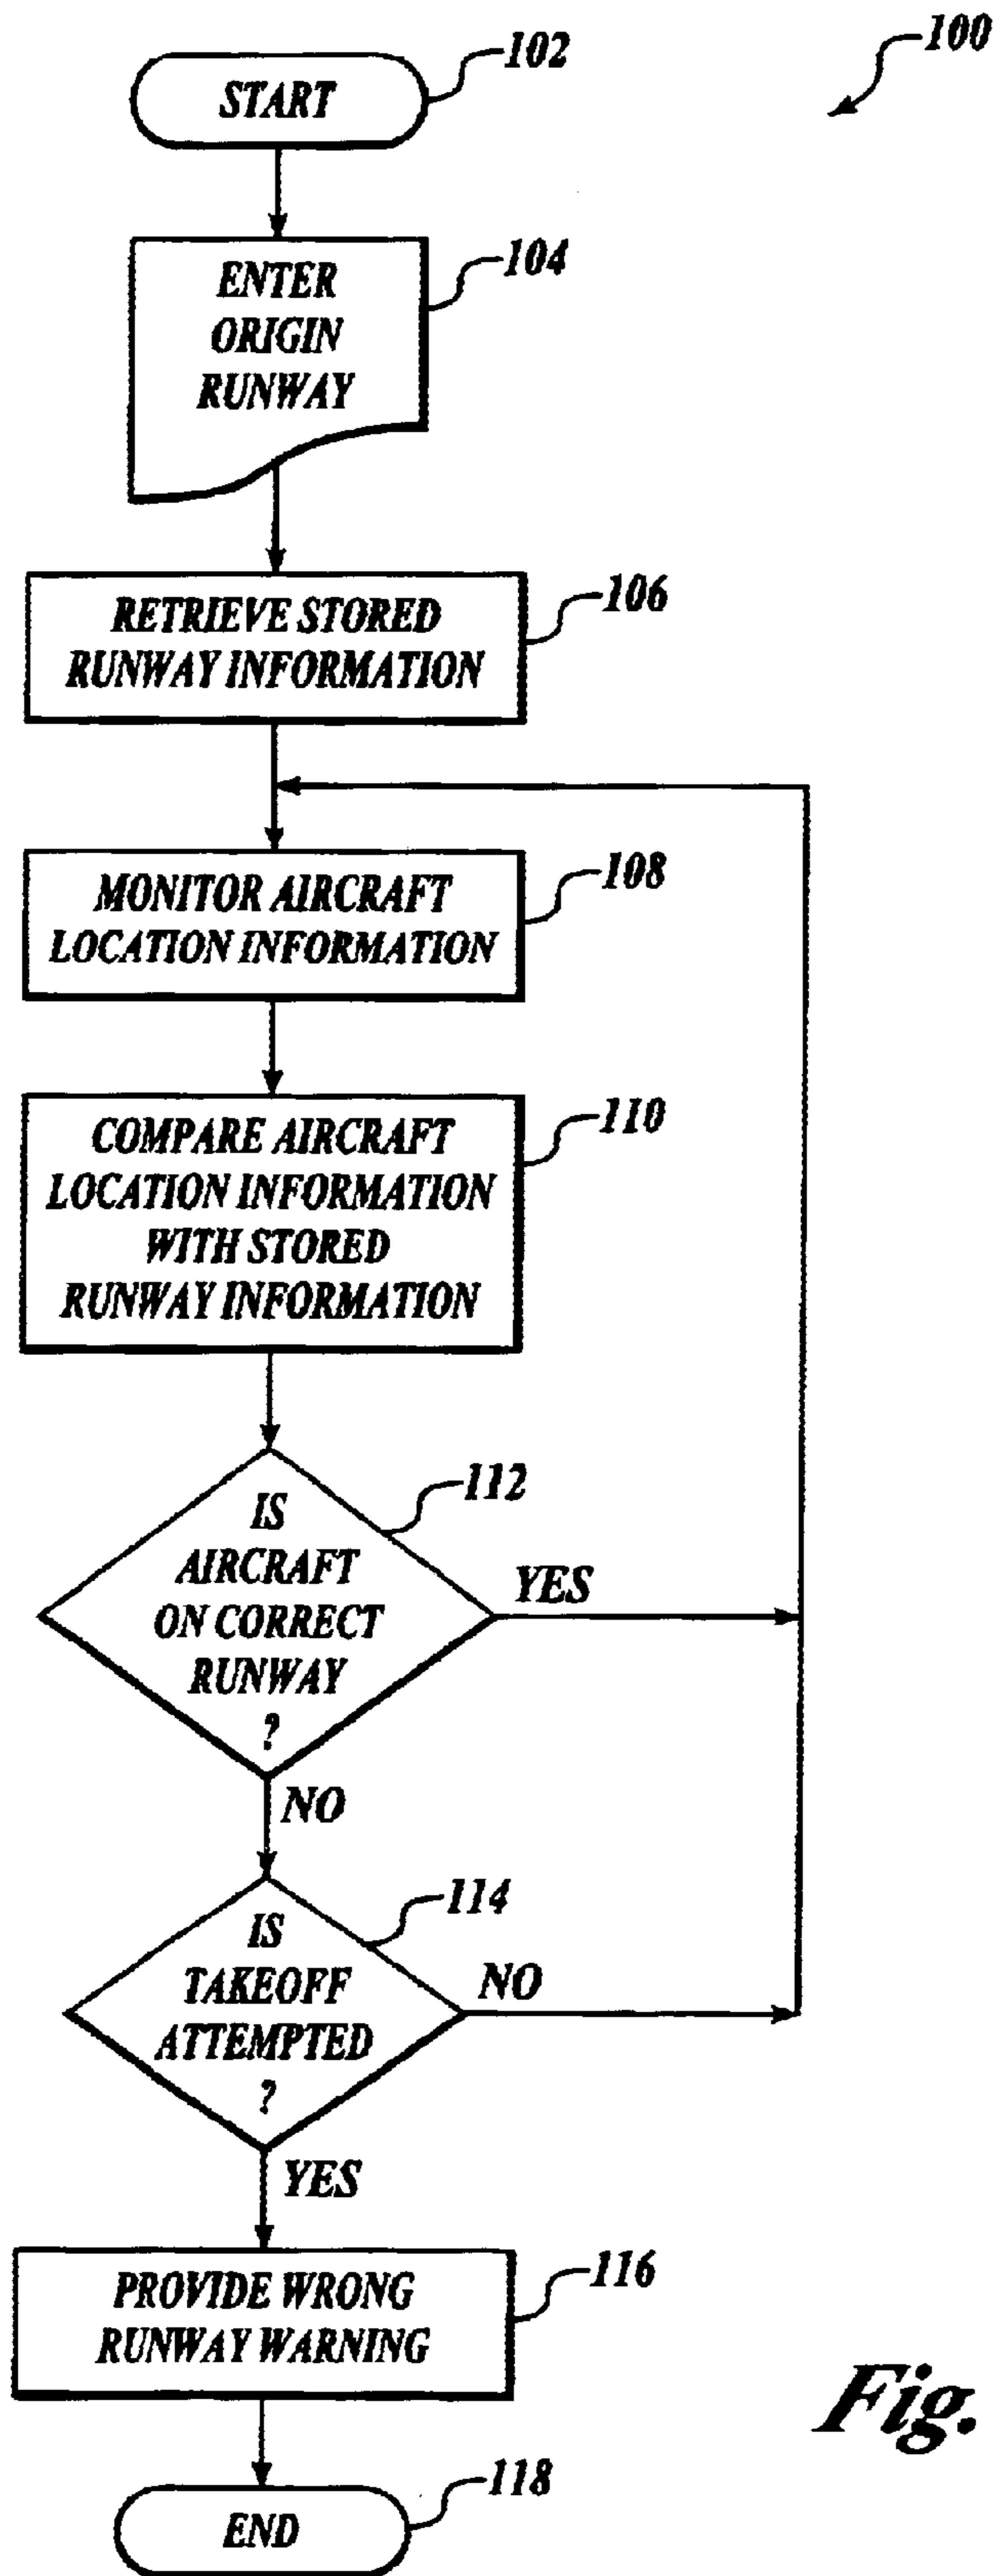 100
102
START
104
ENTER
ORIGIN
RUNWAY
106
RETRIEVE STORED
RUNWAY INFORMATION
108
MONITOR AIRCRAFT
LOCATION INFORMATION
110
COMPARE AIRCRAFT
LOCATION INFORMATION
WITH STORED
RUNWAY INFORMATION
112
IS
AIRCRAFT
ON CORRECT
RUNWAY
?
YES
NO
114
IS
TAKEOFF
ATTEMPTED
?
NO
YES
116
PROVIDE WRONG
RUNWAY WARNING
Fig.
118
END